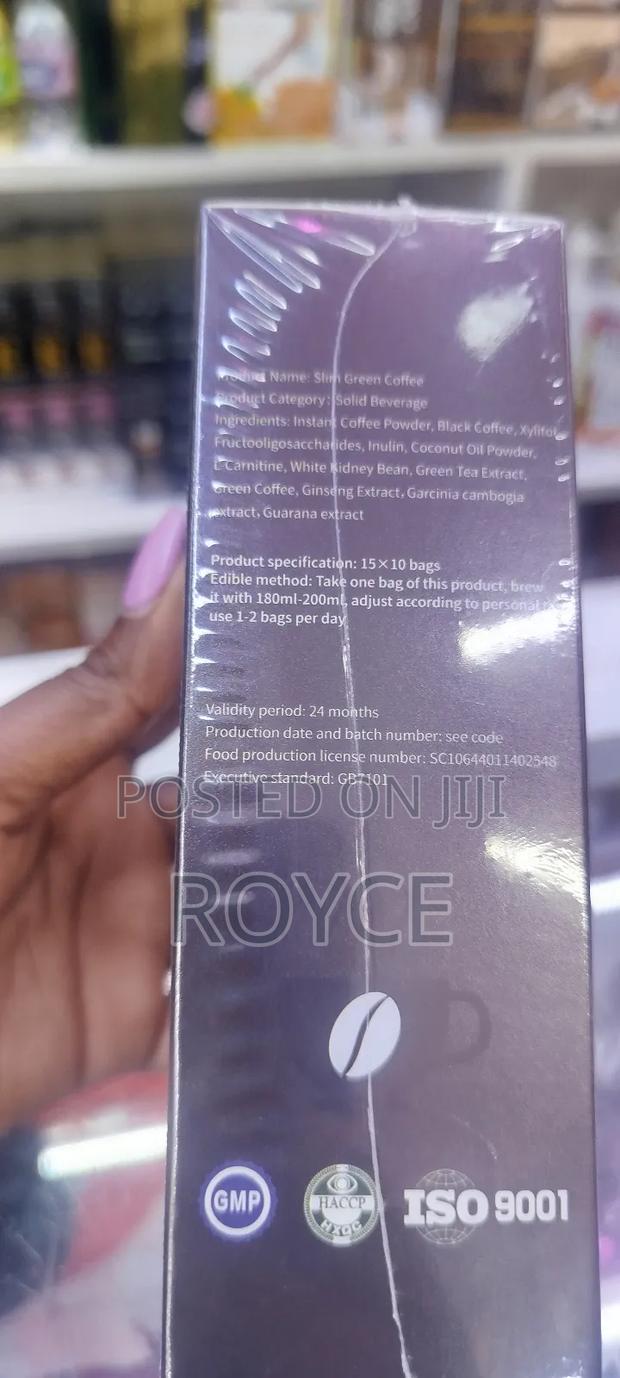 Product Name: Slim Green Coffee
Product Category: Solid Beverage
Ingredients: Instant Coffee Powder, Black Coffee, Xylitol,
Fructooligosaccharides, Inulin, Coconut Oil Powder,
L-Carnitine, White Kidney Bean, Green Tea Extract,
Green Coffee, Ginseng Extract, Garcinia cambogia
extract, Guarana extract
Product specification: 15×10 bags
Edible method: Take one bag of this product, brew
it with 180ml-200ml, adjust according to personal
use 1-2 bags per day
Validity period: 24 months
Production date and batch number: see code
Food production license number: SC10644011402548
Executive standard: GB7101
POSTED ON JIJI
ROYCE
GMP
HACCP
HXQC
ISO 9001